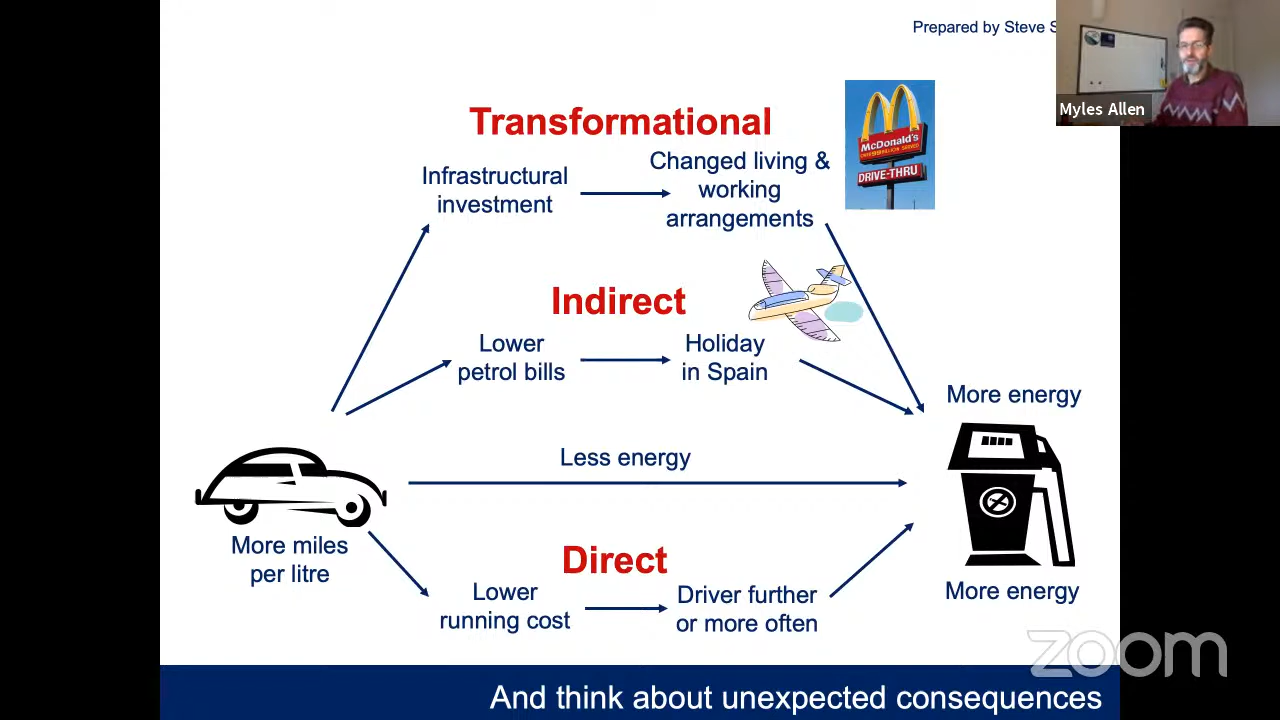 Prepared by Steve
Myles Allen
Transformational
McDonald's
DRIVE-THRU
Infrastructural
investment
Changed living &
working
arrangements
Indirect
Lower
petrol bills
Holiday
in Spain
More energy
Less energy
More miles
per litre
Direct
Lower
running cost
Driver further
or more often
More energy
zoom
And think about unexpected consequences